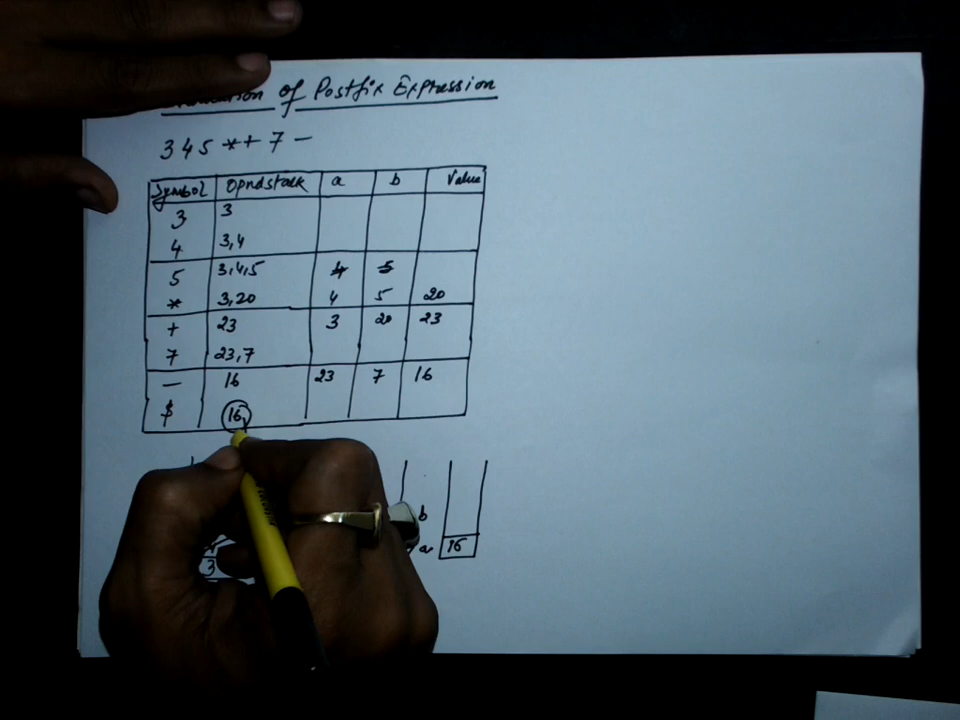 of Postfix Expression
3 4 5 * + 7 -
Symbol Opndstack a b Value
3 3
4 3,4
5 3,4,5 4 5
* 3,20 4 5 20
+ 23 3 20 23
7 23,7
- 16 23 7 16
$ 16
b
a 16
3